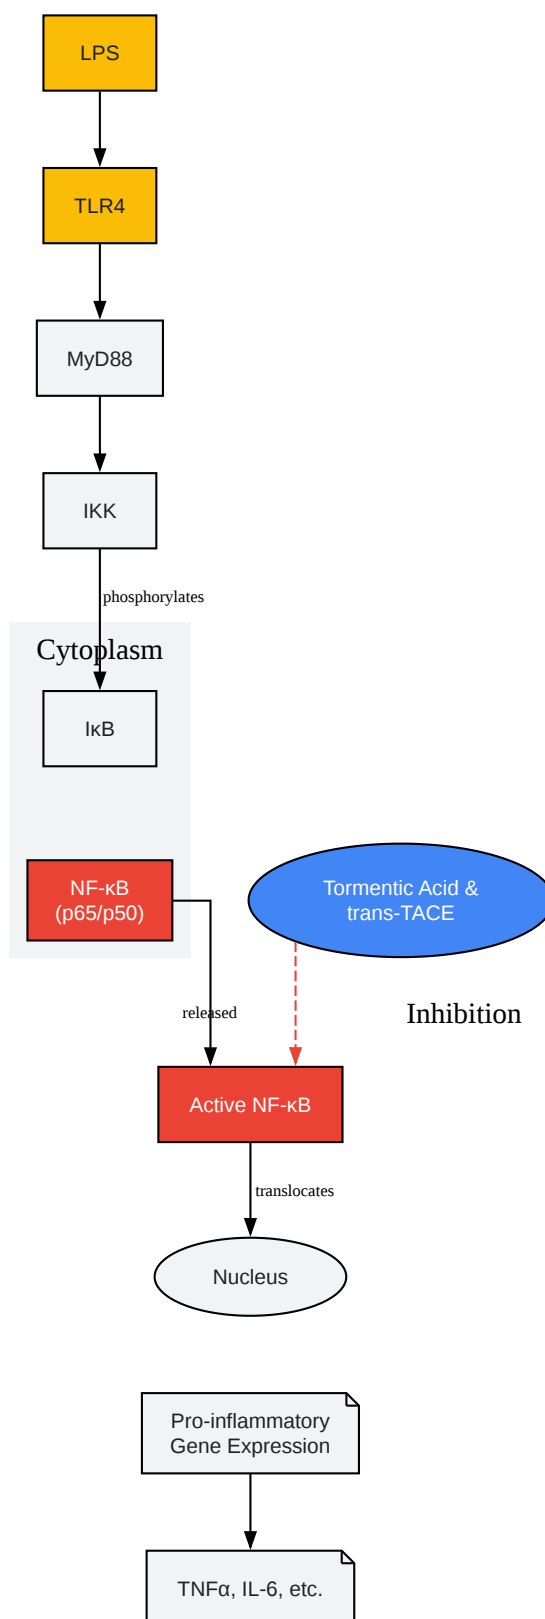 LPS
TLR4
MyD88
IKK
phosphorylates
Cytoplasm
IκB
NF-κB
(p65/p50)
Tormentic Acid &
trans-TACE
released
Inhibition
Active NF-κB
translocates
Nucleus
Pro-inflammatory
Gene Expression
TNFα, IL-6, etc.